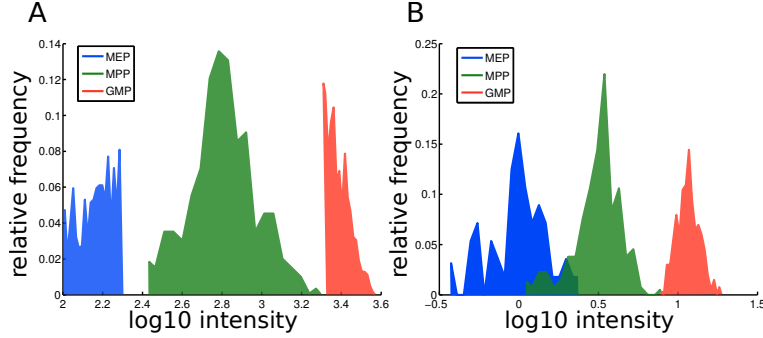 A
0.14
0.12
0.1
0.08
0.06
0.04
0.02
0
relative frequency
MEP
MPP
GMP
2 2.2 2.4 2.6 2.8 3 3.2 3.4 3.6
log10 intensity
B
0.25
0.2
0.15
0.1
0.05
0
relative frequency
MEP
MPP
GMP
−0.5 0 0.5 1 1.5
log10 intensity